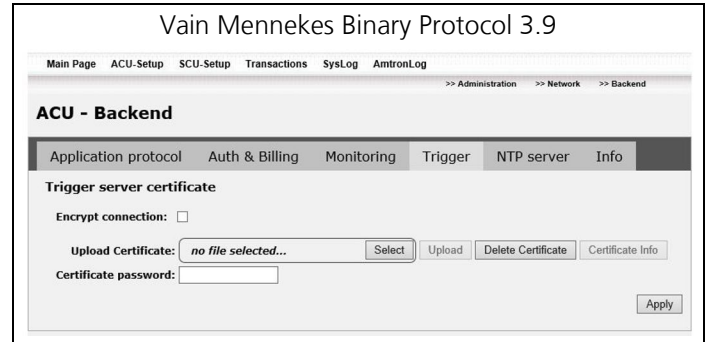 Vain Mennekes Binary Protocol 3.9
Main Page ACU-Setup SCU-Setup Transactions SysLog AmtronLog
>> Administration >> Network >> Backend
ACU - Backend
Application protocol Auth & Billing Monitoring Trigger NTP server Info
Trigger server certificate
Encrypt connection:
Upload Certificate: no file selected... Select Upload Delete Certificate Certificate Info
Certificate password:
Apply